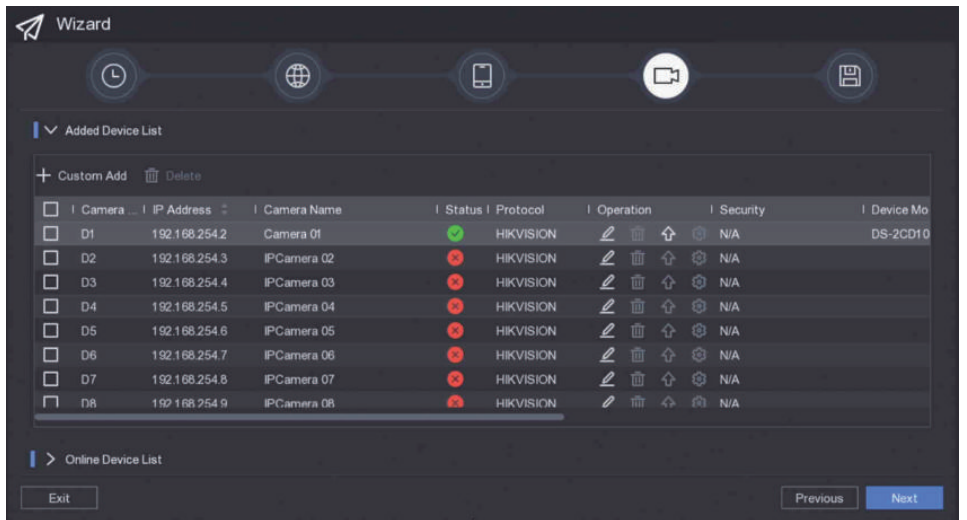 Wizard
Added Device List
Custom Add Delete
Camera ... IP Address Camera Name Status Protocol Operation Security Device Mo
D1 192.168.254.2 Camera 01 HIKVISION N/A DS-2CD10
D2 192.168.254.3 IPCamera 02 HIKVISION N/A
D3 192.168.254.4 IPCamera 03 HIKVISION N/A
D4 192.168.254.5 IPCamera 04 HIKVISION N/A
D5 192.168.254.6 IPCamera 05 HIKVISION N/A
D6 192.168.254.7 IPCamera 06 HIKVISION N/A
D7 192.168.254.8 IPCamera 07 HIKVISION N/A
D8 192.168.254.9 IPCamera 08 HIKVISION N/A
Online Device List
Exit Previous Next